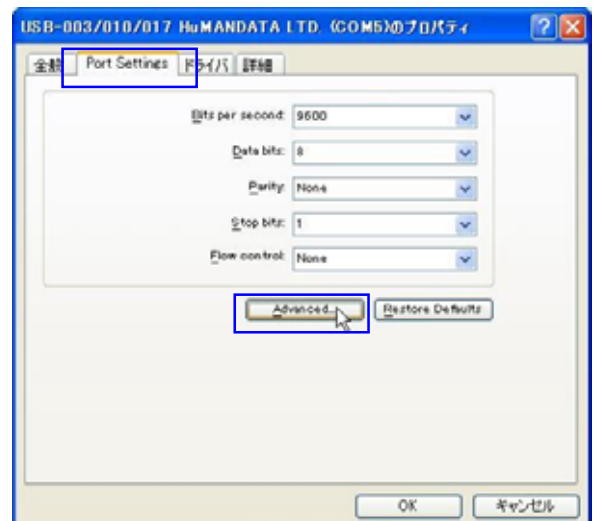 USB-003/010/017 HuMANDATA LTD. (COM5)のプロパティ
全般 Port Settings ドライバ 詳細
Bits per second: 9600
Data bits: 8
Parity: None
Stop bits: 1
Flow control: None
Advanced... Restore Defaults
OK キャンセル